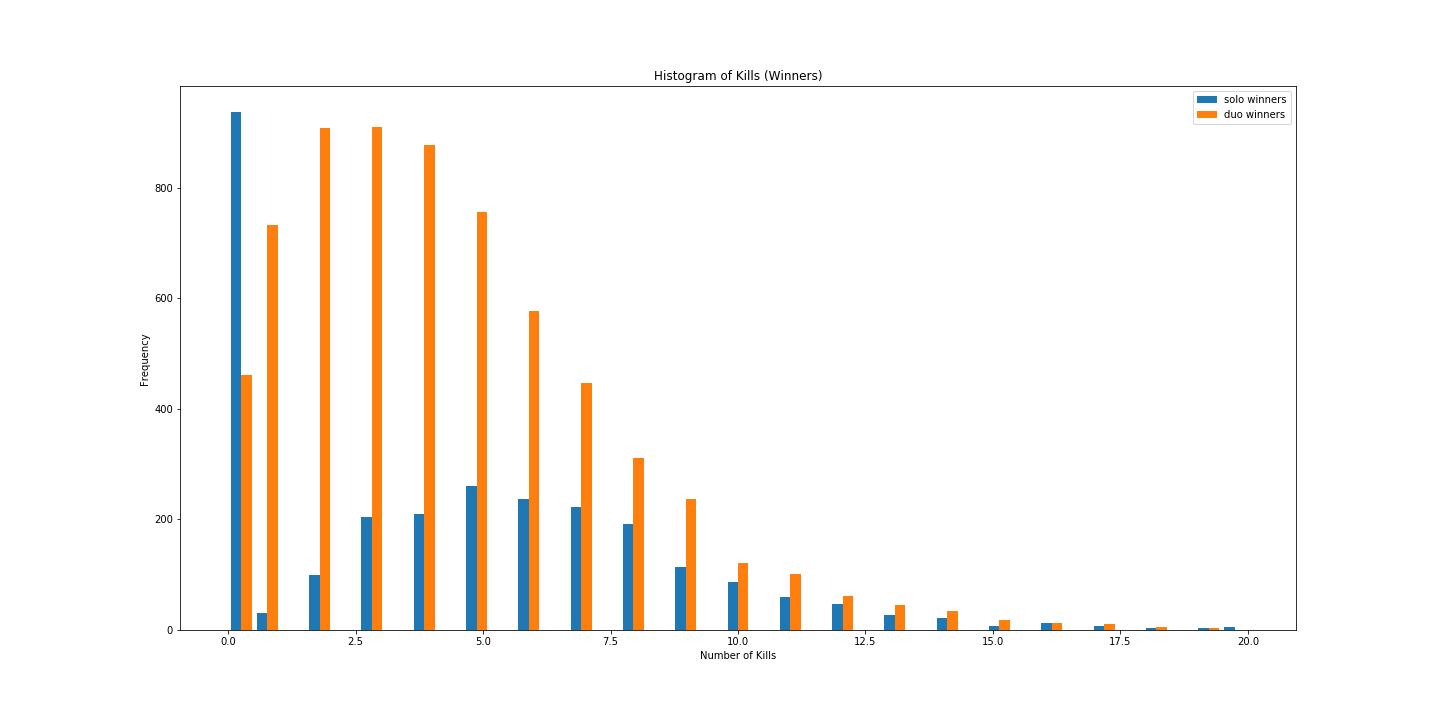 Histogram of Kills (Winners)
solo winners
duo winners
800
600
400
200
0
Frequency
0.0 2.5 5.0 7.5 10.0 12.5 15.0 17.5 20.0
Number of Kills